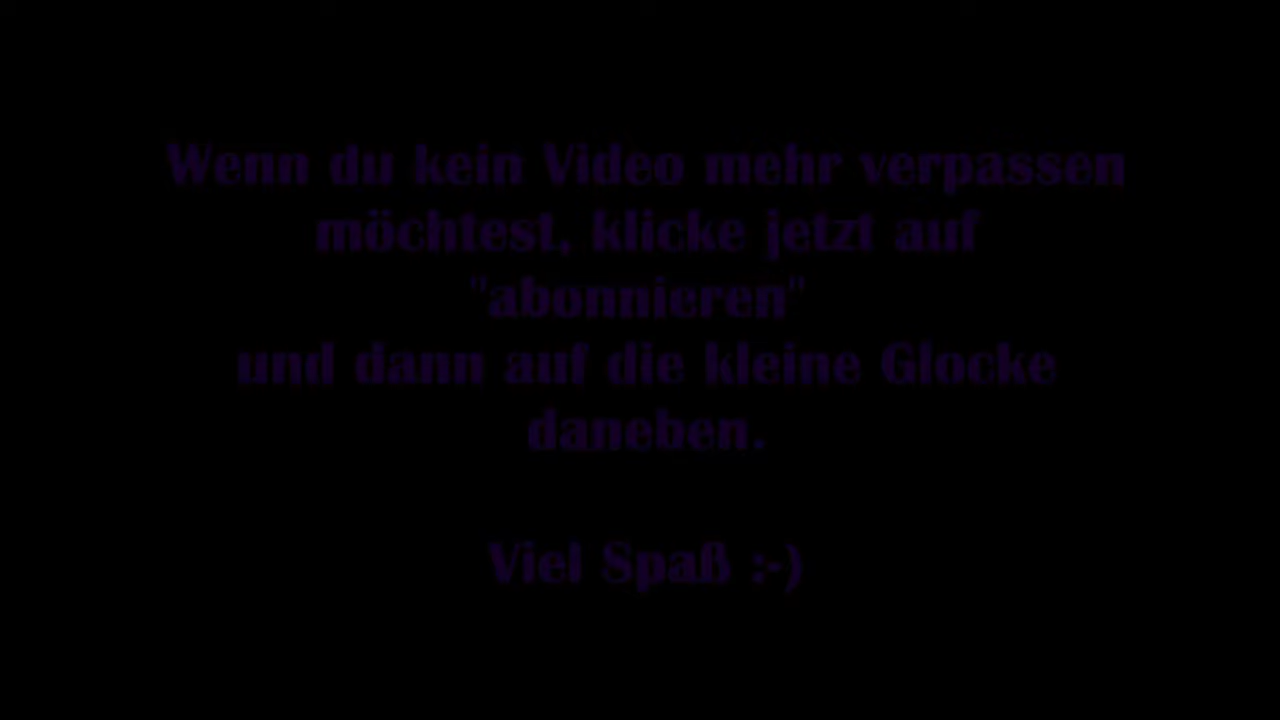 Wenn du kein Video mehr verpassen
möchtest, klicke jetzt auf
"abonnieren"
und dann auf die kleine Glocke
daneben.
Viel Spaß :-)